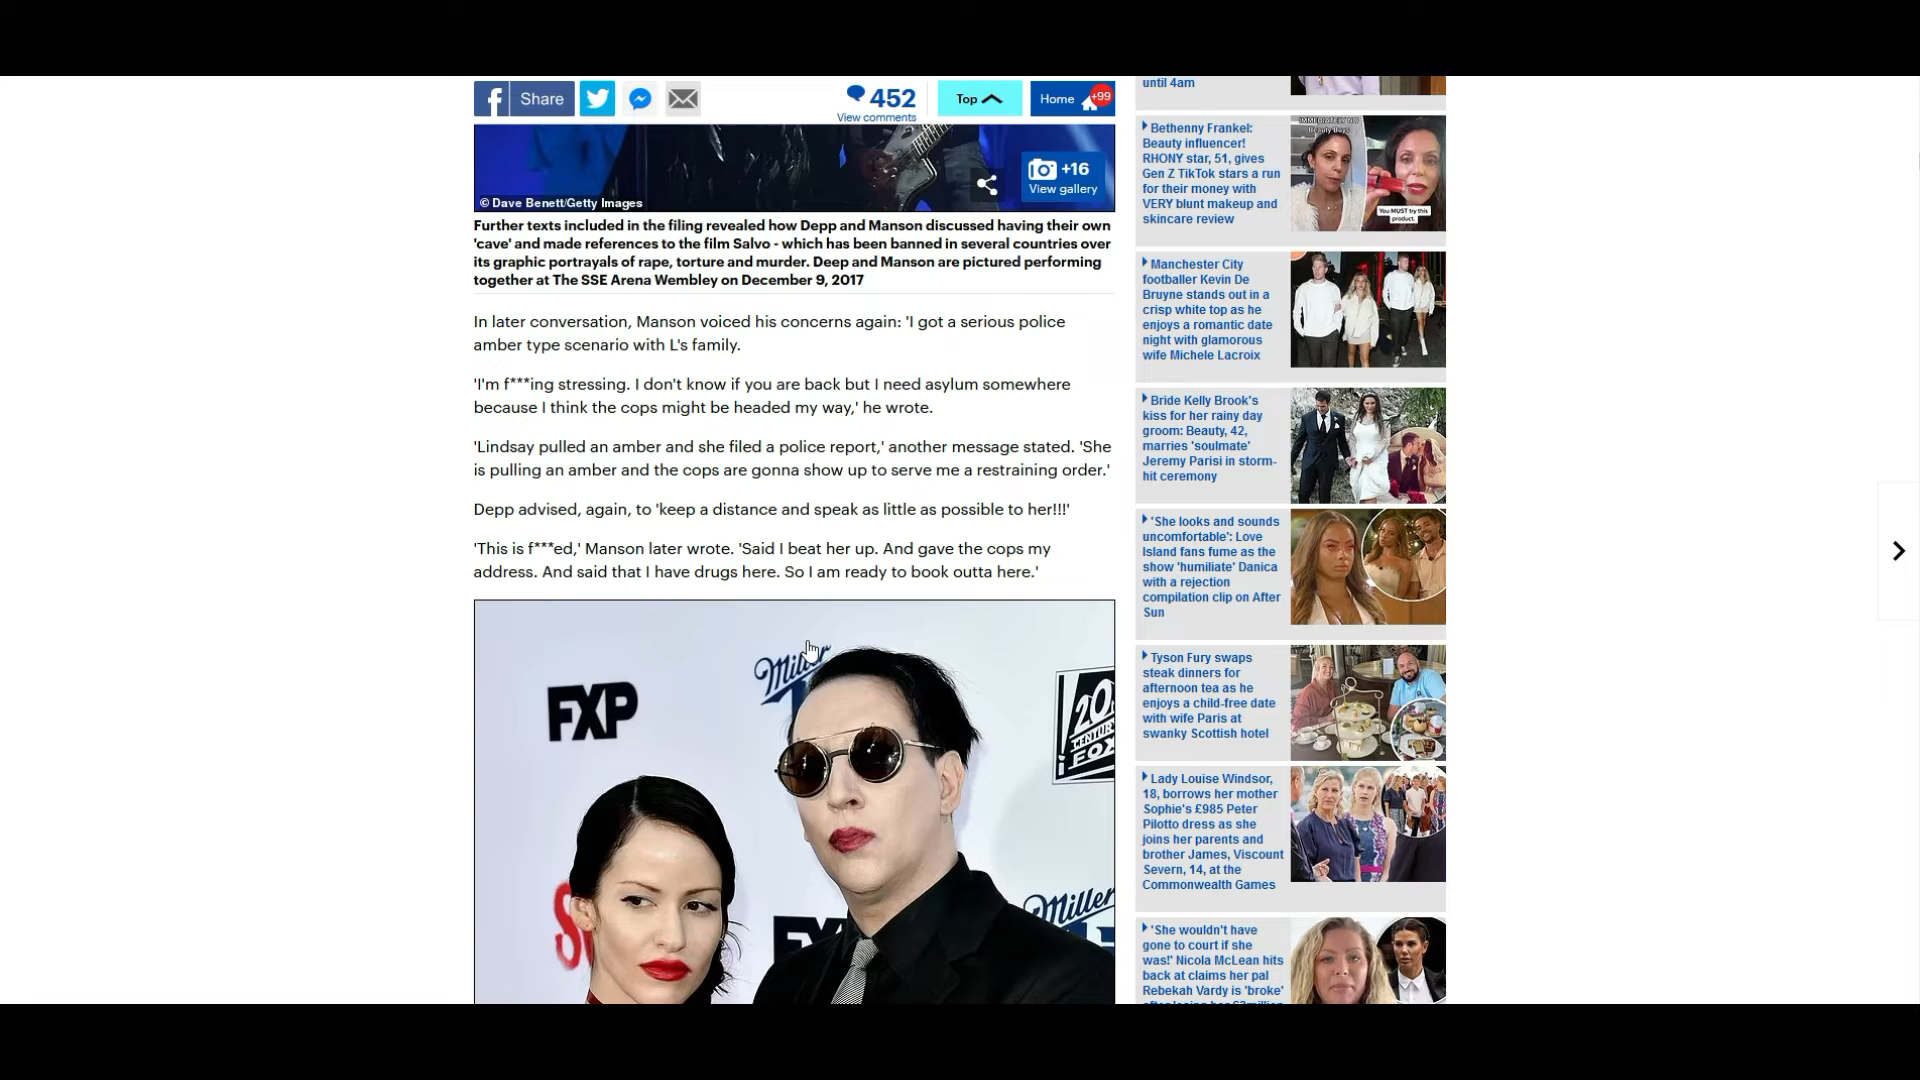 Share
452
View comments
Top
Home
+99
+16
View gallery
© Dave Benett/Getty Images
Further texts included in the filing revealed how Depp and Manson discussed having their own
'cave' and made references to the film Salvo - which has been banned in several countries over
its graphic portrayals of rape, torture and murder. Deep and Manson are pictured performing
together at The SSE Arena Wembley on December 9, 2017
In later conversation, Manson voiced his concerns again: 'I got a serious police
amber type scenario with L's family.
'I'm f***ing stressing. I don't know if you are back but I need asylum somewhere
because I think the cops might be headed my way,' he wrote.
'Lindsay pulled an amber and she filed a police report,' another message stated. 'She
is pulling an amber and the cops are gonna show up to serve me a restraining order.'
Depp advised, again, to 'keep a distance and speak as little as possible to her!!!'
'This is f***ed,' Manson later wrote. 'Said I beat her up. And gave the cops my
address. And said that I have drugs here. So I am ready to book outta here.'
FXP
Miller
20
CENTURY
FOX
Miller
until 4am
Bethenny Frankel:
Beauty influencer!
RHONY star, 51, gives
Gen Z TikTok stars a run
for their money with
VERY blunt makeup and
skincare review
IMMEDIATELY NO
You MUST try this
product.
Manchester City
footballer Kevin De
Bruyne stands out in a
crisp white top as he
enjoys a romantic date
night with glamorous
wife Michele Lacroix
Bride Kelly Brook's
kiss for her rainy day
groom: Beauty, 42,
marries 'soulmate'
Jeremy Parisi in storm-
hit ceremony
'She looks and sounds
uncomfortable': Love
Island fans fume as the
show 'humiliate' Danica
with a rejection
compilation clip on After
Sun
Tyson Fury swaps
steak dinners for
afternoon tea as he
enjoys a child-free date
with wife Paris at
swanky Scottish hotel
Lady Louise Windsor,
18, borrows her mother
Sophie's £985 Peter
Pilotto dress as she
joins her parents and
brother James, Viscount
Severn, 14, at the
Commonwealth Games
'She wouldn't have
gone to court if she
was!' Nicola McLean hits
back at claims her pal
Rebekah Vardy is 'broke'